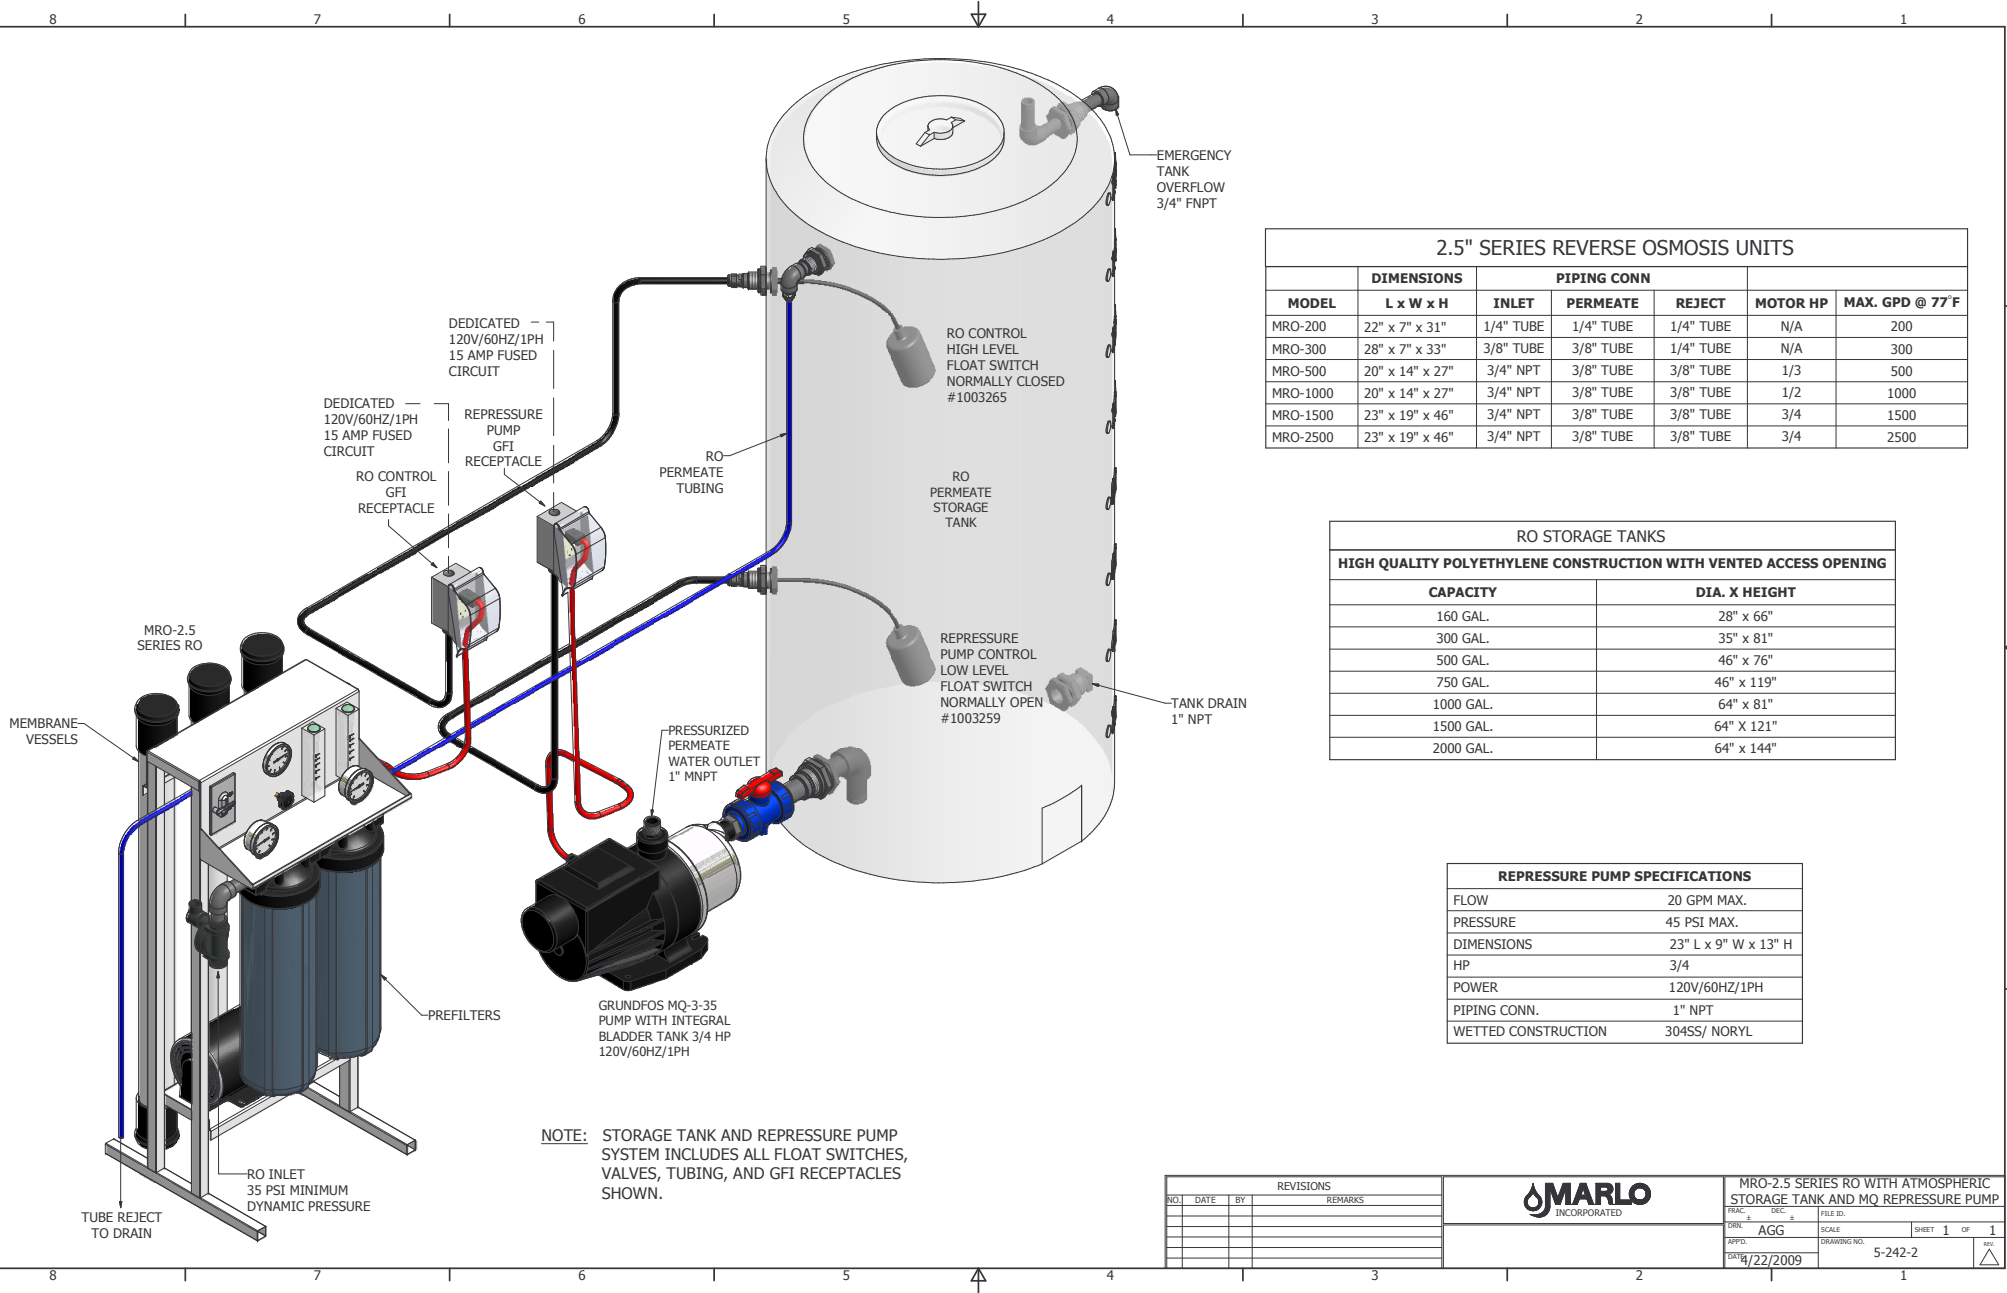 8 7 6 5 4 3 2 1
EMERGENCY
TANK
OVERFLOW
3/4" FNPT
DEDICATED
120V/60HZ/1PH
15 AMP FUSED
CIRCUIT
DEDICATED
120V/60HZ/1PH
15 AMP FUSED
CIRCUIT
REPRESSURE
PUMP
GFI
RECEPTACLE
RO CONTROL
GFI
RECEPTACLE
RO
PERMEATE
TUBING
RO CONTROL
HIGH LEVEL
FLOAT SWITCH
NORMALLY CLOSED
#1003265
RO
PERMEATE
STORAGE
TANK
REPRESSURE
PUMP CONTROL
LOW LEVEL
FLOAT SWITCH
NORMALLY OPEN
#1003259
TANK DRAIN
1" NPT
MRO-2.5
SERIES RO
MEMBRANE
VESSELS
PRESSURIZED
PERMEATE
WATER OUTLET
1" MNPT
PREFILTERS
GRUNDFOS MQ-3-35
PUMP WITH INTEGRAL
BLADDER TANK 3/4 HP
120V/60HZ/1PH
RO INLET
35 PSI MINIMUM
DYNAMIC PRESSURE
TUBE REJECT
TO DRAIN
NOTE: STORAGE TANK AND REPRESSURE PUMP
SYSTEM INCLUDES ALL FLOAT SWITCHES,
VALVES, TUBING, AND GFI RECEPTACLES
SHOWN.
2.5" SERIES REVERSE OSMOSIS UNITS
DIMENSIONS PIPING CONN
MODEL L x W x H INLET PERMEATE REJECT MOTOR HP MAX. GPD @ 77°F
MRO-200 22" x 7" x 31" 1/4" TUBE 1/4" TUBE 1/4" TUBE N/A 200
MRO-300 28" x 7" x 33" 3/8" TUBE 3/8" TUBE 1/4" TUBE N/A 300
MRO-500 20" x 14" x 27" 3/4" NPT 3/8" TUBE 3/8" TUBE 1/3 500
MRO-1000 20" x 14" x 27" 3/4" NPT 3/8" TUBE 3/8" TUBE 1/2 1000
MRO-1500 23" x 19" x 46" 3/4" NPT 3/8" TUBE 3/8" TUBE 3/4 1500
MRO-2500 23" x 19" x 46" 3/4" NPT 3/8" TUBE 3/8" TUBE 3/4 2500
RO STORAGE TANKS
HIGH QUALITY POLYETHYLENE CONSTRUCTION WITH VENTED ACCESS OPENING
CAPACITY DIA. X HEIGHT
160 GAL. 28" x 66"
300 GAL. 35" x 81"
500 GAL. 46" x 76"
750 GAL. 46" x 119"
1000 GAL. 64" x 81"
1500 GAL. 64" X 121"
2000 GAL. 64" x 144"
REPRESSURE PUMP SPECIFICATIONS
FLOW 20 GPM MAX.
PRESSURE 45 PSI MAX.
DIMENSIONS 23" L x 9" W x 13" H
HP 3/4
POWER 120V/60HZ/1PH
PIPING CONN. 1" NPT
WETTED CONSTRUCTION 304SS/ NORYL
REVISIONS
NO. DATE BY REMARKS
MARLO
INCORPORATED
MRO-2.5 SERIES RO WITH ATMOSPHERIC
STORAGE TANK AND MQ REPRESSURE PUMP
FRAC. ± DEC. ± FILE ID.
DRN. AGG SCALE SHEET 1 OF 1
APP'D. DRAWING NO. 5-242-2 REV.
DATE 4/22/2009
8 7 6 5 4 3 2 1